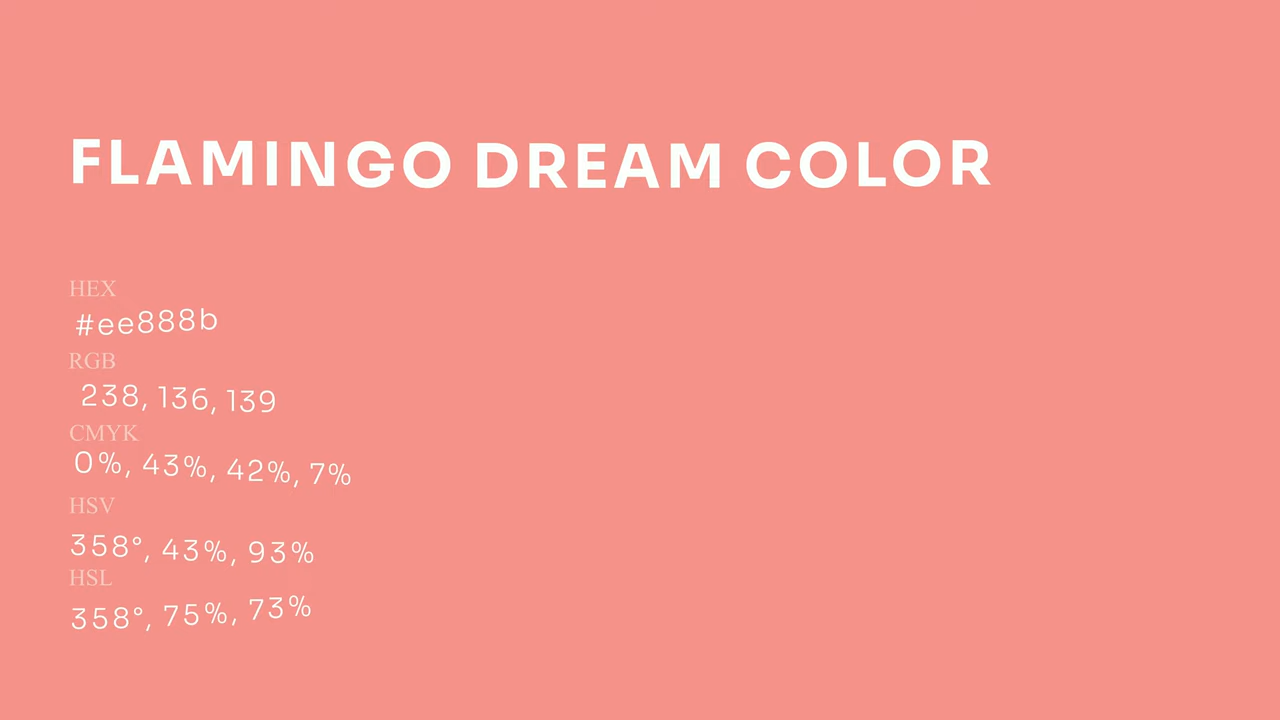 FLAMINGO DREAM COLOR
HEX
#ee888b
RGB
238, 136, 139
CMYK
0%, 43%, 42%, 7%
HSV
358°, 43%, 93%
HSL
358°, 75%, 73%